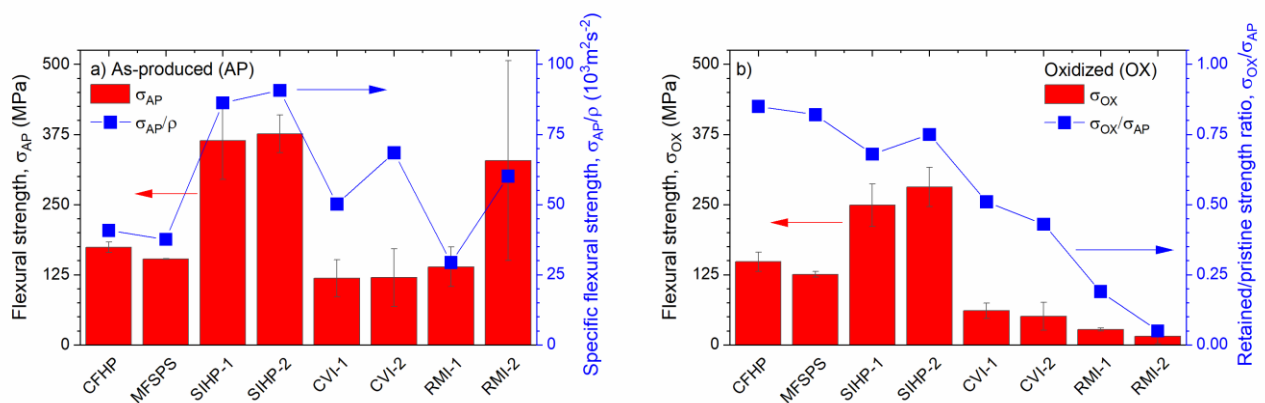 a) As-produced (AP)
σAP
σAP/ρ
Flexural strength, σAP (MPa)
500
375
250
125
0
Specific flexural strength, σAP/ρ (10³m²s⁻²)
100
75
50
25
0
CFHP
MFSPS
SIHP-1
SIHP-2
CVI-1
CVI-2
RMI-1
RMI-2
b)
Oxidized (OX)
σOX
σOX/σAP
Flexural strength, σOX (MPa)
500
375
250
125
0
Retained/pristine strength ratio, σOX/σAP
1.00
0.75
0.50
0.25
0.00
CFHP
MFSPS
SIHP-1
SIHP-2
CVI-1
CVI-2
RMI-1
RMI-2